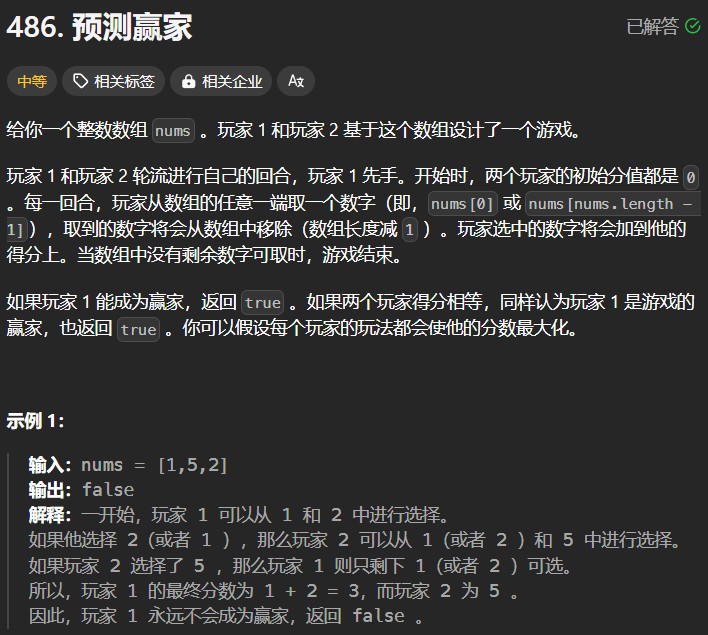 486. 预测赢家
已解答
中等 相关标签 相关企业 Aあ
给你一个整数数组 nums 。玩家 1 和玩家 2 基于这个数组设计了一个游戏。
玩家 1 和玩家 2 轮流进行自己的回合，玩家 1 先手。开始时，两个玩家的初始分值都是 0
。每一回合，玩家从数组的任意一端取一个数字（即，nums[0] 或 nums[nums.length -
1]），取到的数字将会从数组中移除（数组长度减 1 ）。玩家选中的数字将会加到他的
得分上。当数组中没有剩余数字可取时，游戏结束。
如果玩家 1 能成为赢家，返回 true 。如果两个玩家得分相等，同样认为玩家 1 是游戏的
赢家，也返回 true 。你可以假设每个玩家的玩法都会使他的分数最大化。
示例 1：
输入：nums = [1,5,2]
输出：false
解释：一开始，玩家 1 可以从 1 和 2 中进行选择。
如果他选择 2（或者 1 ），那么玩家 2 可以从 1（或者 2 ）和 5 中进行选择。
如果玩家 2 选择了 5 ，那么玩家 1 则只剩下 1（或者 2 ）可选。
所以，玩家 1 的最终分数为 1 + 2 = 3，而玩家 2 为 5 。
因此，玩家 1 永远不会成为赢家，返回 false 。